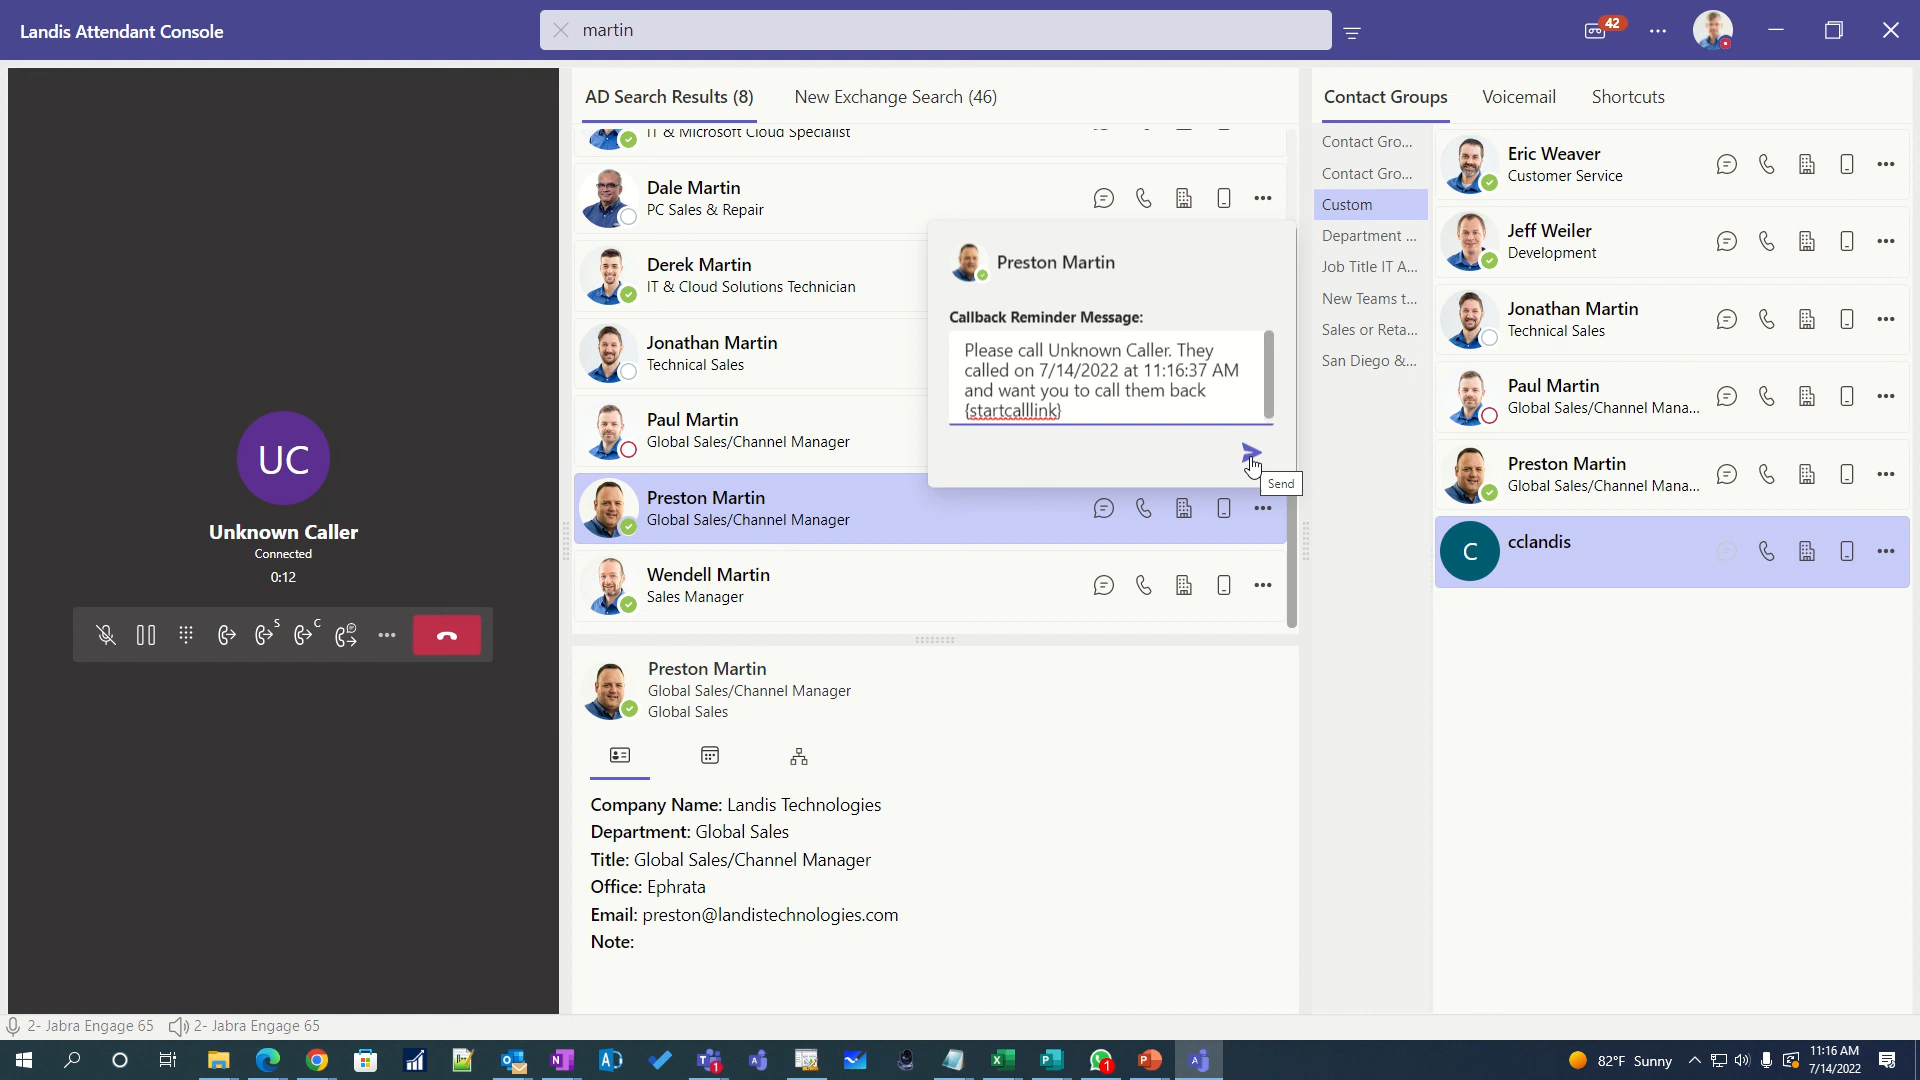 Landis Attendant Console
martin
42
UC
Unknown Caller
Connected
0:12
S
C
AD Search Results (8)
New Exchange Search (46)
IT & Microsoft Cloud Specialist
Dale Martin
PC Sales & Repair
Derek Martin
IT & Cloud Solutions Technician
Jonathan Martin
Technical Sales
Paul Martin
Global Sales/Channel Manager
Preston Martin
Global Sales/Channel Manager
Wendell Martin
Sales Manager
Preston Martin
Callback Reminder Message:
Please call Unknown Caller. They
called on 7/14/2022 at 11:16:37 AM
and want you to call them back
{startcalllink}
Send
Preston Martin
Global Sales/Channel Manager
Global Sales
Company Name: Landis Technologies
Department: Global Sales
Title: Global Sales/Channel Manager
Office: Ephrata
Email: preston@landistechnologies.com
Note:
Contact Groups
Voicemail
Shortcuts
Contact Gro...
Contact Gro...
Custom
Department ...
Job Title IT A...
New Teams t...
Sales or Reta...
San Diego &...
Eric Weaver
Customer Service
Jeff Weiler
Development
Jonathan Martin
Technical Sales
Paul Martin
Global Sales/Channel Mana...
Preston Martin
Global Sales/Channel Mana...
C
cclandis
2- Jabra Engage 65
2- Jabra Engage 65
1
1
82°F Sunny
11:16 AM
7/14/2022